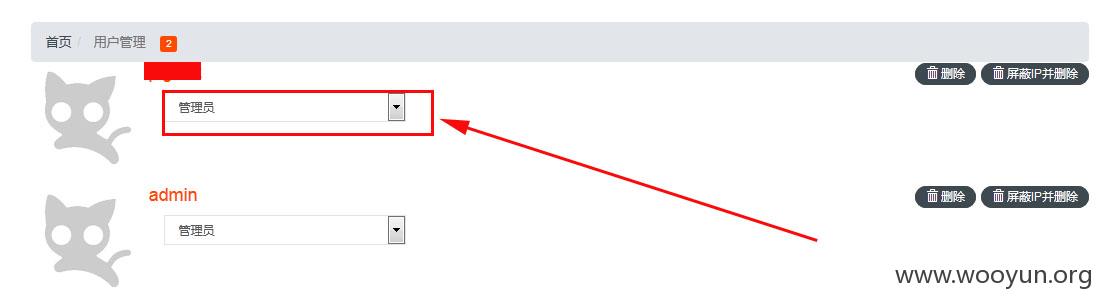 首页 / 用户管理 2
删除 屏蔽IP并删除
管理员
admin
删除 屏蔽IP并删除
管理员
www.wooyun.org